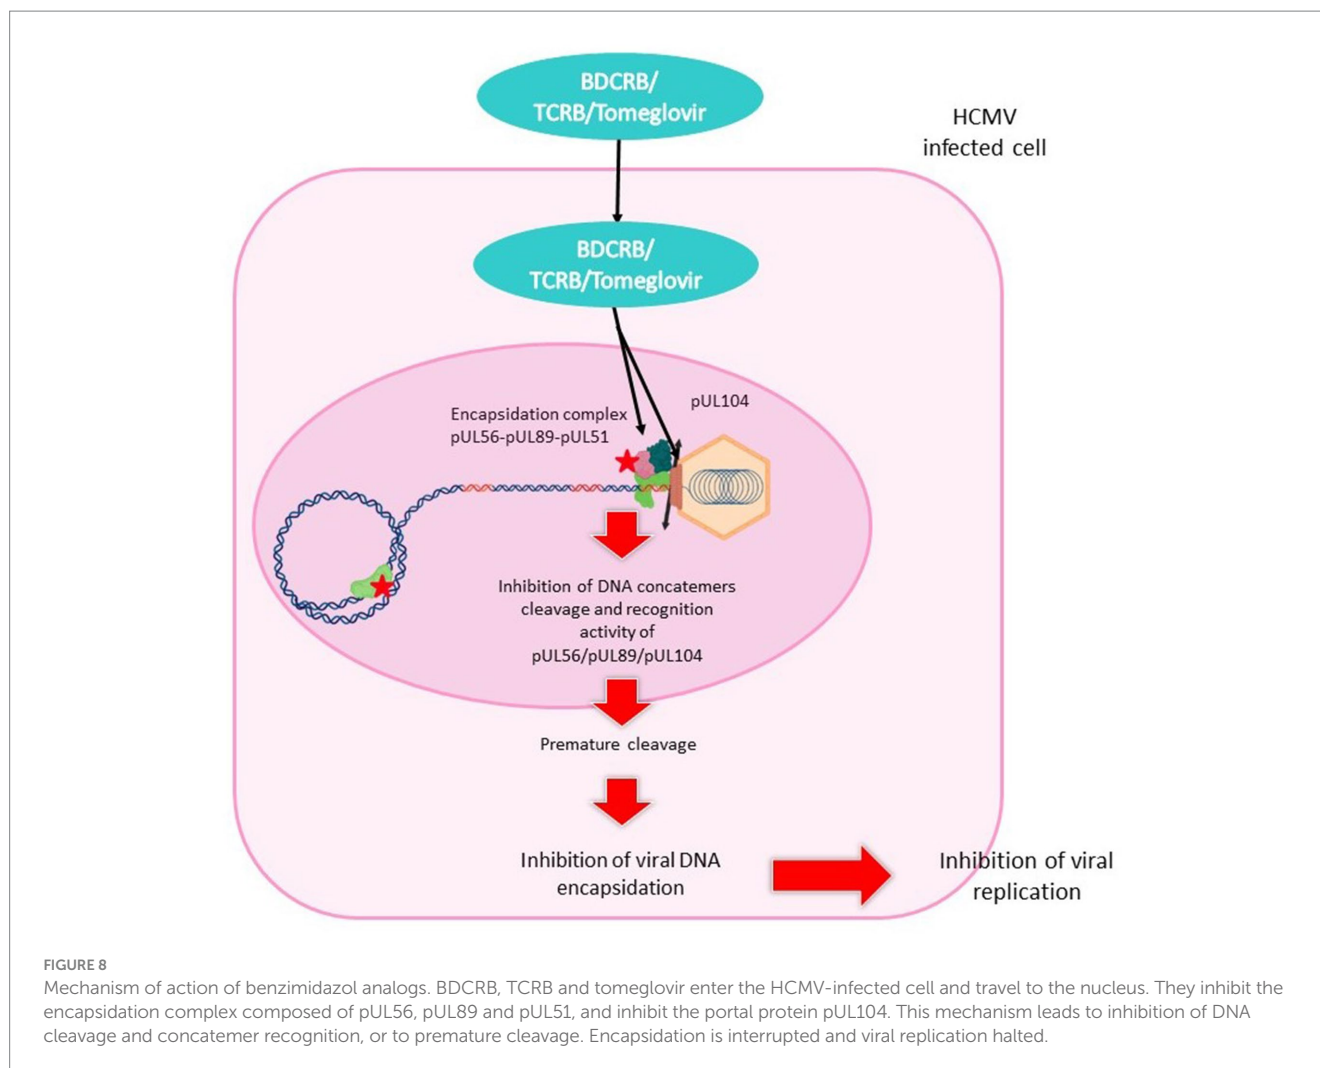 BDCRB/
TCRB/Tomeglovir
HCMV
infected cell
BDCRB/
TCRB/Tomeglovir
pUL104
Encapsidation complex
pUL56-pUL89-pUL51
Inhibition of DNA concatemers
cleavage and recognition
activity of
pUL56/pUL89/pUL104
Premature cleavage
Inhibition of viral DNA
encapsidation
Inhibition of viral
replication
FIGURE 8
Mechanism of action of benzimidazol analogs. BDCRB, TCRB and tomeglovir enter the HCMV-infected cell and travel to the nucleus. They inhibit the
encapsidation complex composed of pUL56, pUL89 and pUL51, and inhibit the portal protein pUL104. This mechanism leads to inhibition of DNA
cleavage and concatemer recognition, or to premature cleavage. Encapsidation is interrupted and viral replication halted.